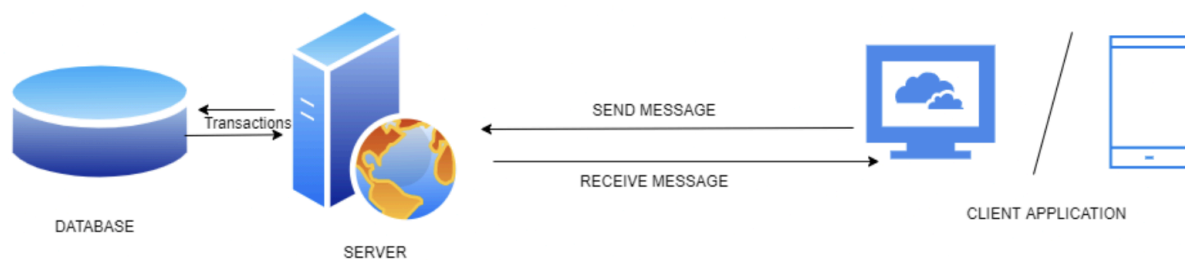 SEND MESSAGE
Transactions
RECEIVE MESSAGE
CLIENT APPLICATION
DATABASE
SERVER